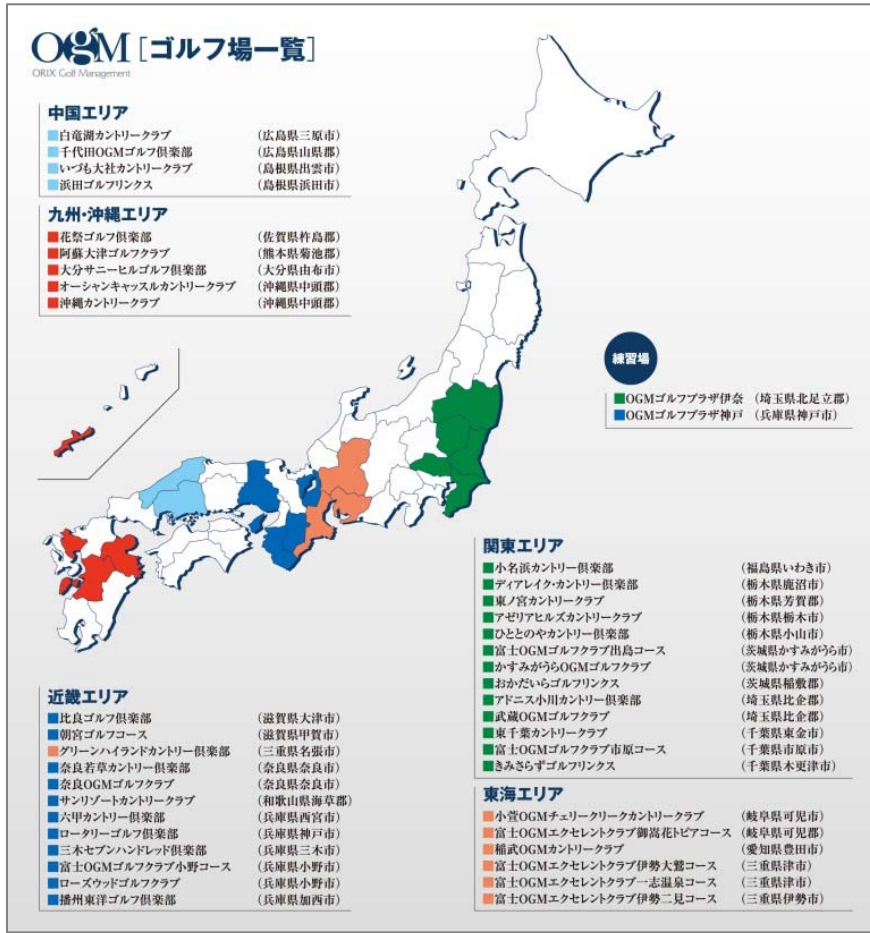 OGM [ゴルフ場一覧]
ORIX Golf Management
中国エリア
白竜湖カントリークラブ (広島県三原市)
千代田OGMゴルフ倶楽部 (広島県山県郡)
いづも大社カントリークラブ (島根県出雲市)
浜田ゴルフリンクス (島根県浜田市)
九州・沖縄エリア
花祭ゴルフ倶楽部 (佐賀県杵島郡)
阿蘇大津ゴルフクラブ (熊本県菊池郡)
大分サニーヒルゴルフ倶楽部 (大分県由布市)
オーシャンキャッスルカントリークラブ (沖縄県中頭郡)
沖縄カントリークラブ (沖縄県中頭郡)
練習場
OGMゴルフプラザ伊奈 (埼玉県北足立郡)
OGMゴルフプラザ神戸 (兵庫県神戸市)
関東エリア
小名浜カントリー倶楽部 (福島県いわき市)
ディアレイク・カントリー倶楽部 (栃木県鹿沼市)
東ノ宮カントリークラブ (栃木県芳賀郡)
アゼリアヒルズカントリークラブ (栃木県栃木市)
ひととのやカントリー倶楽部 (栃木県小山市)
富士OGMゴルフクラブ出島コース (茨城県かすみがうら市)
かすみがうらOGMゴルフクラブ (茨城県かすみがうら市)
おかだいらゴルフリンクス (茨城県稲敷郡)
アドニス小川カントリー倶楽部 (埼玉県比企郡)
武蔵OGMゴルフクラブ (埼玉県比企郡)
東千葉カントリークラブ (千葉県東金市)
富士OGMゴルフクラブ市原コース (千葉県市原市)
きみさらずゴルフリンクス (千葉県木更津市)
近畿エリア
比良ゴルフ倶楽部 (滋賀県大津市)
朝宮ゴルフコース (滋賀県甲賀市)
グリーンハイランドカントリー倶楽部 (三重県名張市)
奈良若草カントリー倶楽部 (奈良県奈良市)
奈良OGMゴルフクラブ (奈良県奈良市)
サンリゾートカントリークラブ (和歌山県海草郡)
六甲カントリー倶楽部 (兵庫県西宮市)
ロータリーゴルフ倶楽部 (兵庫県神戸市)
三木セブンハンドレッド倶楽部 (兵庫県三木市)
富士OGMゴルフクラブ小野コース (兵庫県小野市)
ローズウッドゴルフクラブ (兵庫県小野市)
播州東洋ゴルフ倶楽部 (兵庫県加西市)
東海エリア
小萱OGMチェリークリークカントリークラブ (岐阜県可児市)
富士OGMエクセレントクラブ御嵩花トピアコース (岐阜県可児郡)
稲武OGMカントリークラブ (愛知県豊田市)
富士OGMエクセレントクラブ伊勢大鷲コース (三重県津市)
富士OGMエクセレントクラブ一志温泉コース (三重県津市)
富士OGMエクセレントクラブ伊勢二見コース (三重県伊勢市)